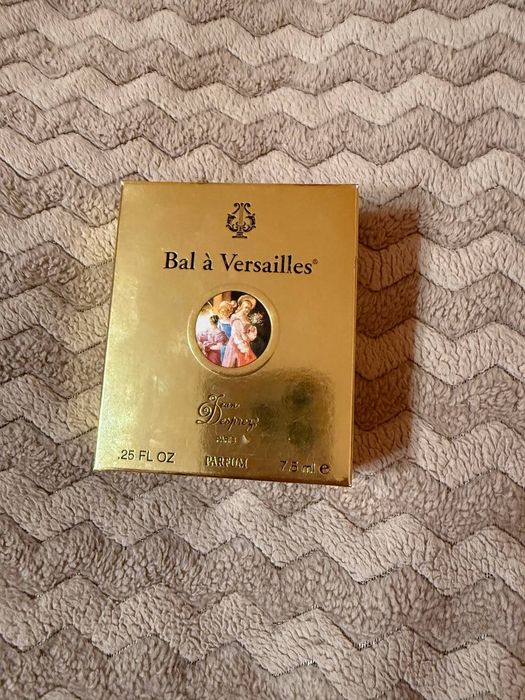 Bal à Versailles®
Jean
Desprez
PARIS
.25 FL OZ PARFUM 7.5 ml e